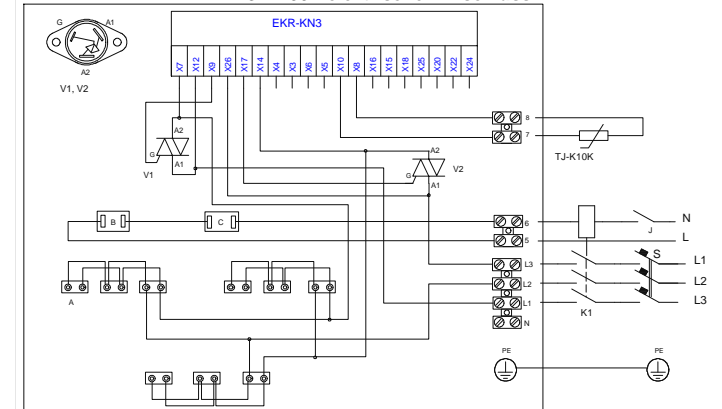 EKR-KN3
G
A1
A2
V1, V2
X7 X12 X9 X26 X17 X14 X4 X3 X6 X5 X10 X8 X16 X15 X18 X25 X20 X22 X24
8
7
TJ-K10K
A2
G
A1
V1
A2
G
A1
V2
B
C
6
5
N
J
L
L3
L2
L1
N
S
L1
L2
L3
K1
A
PE
PE